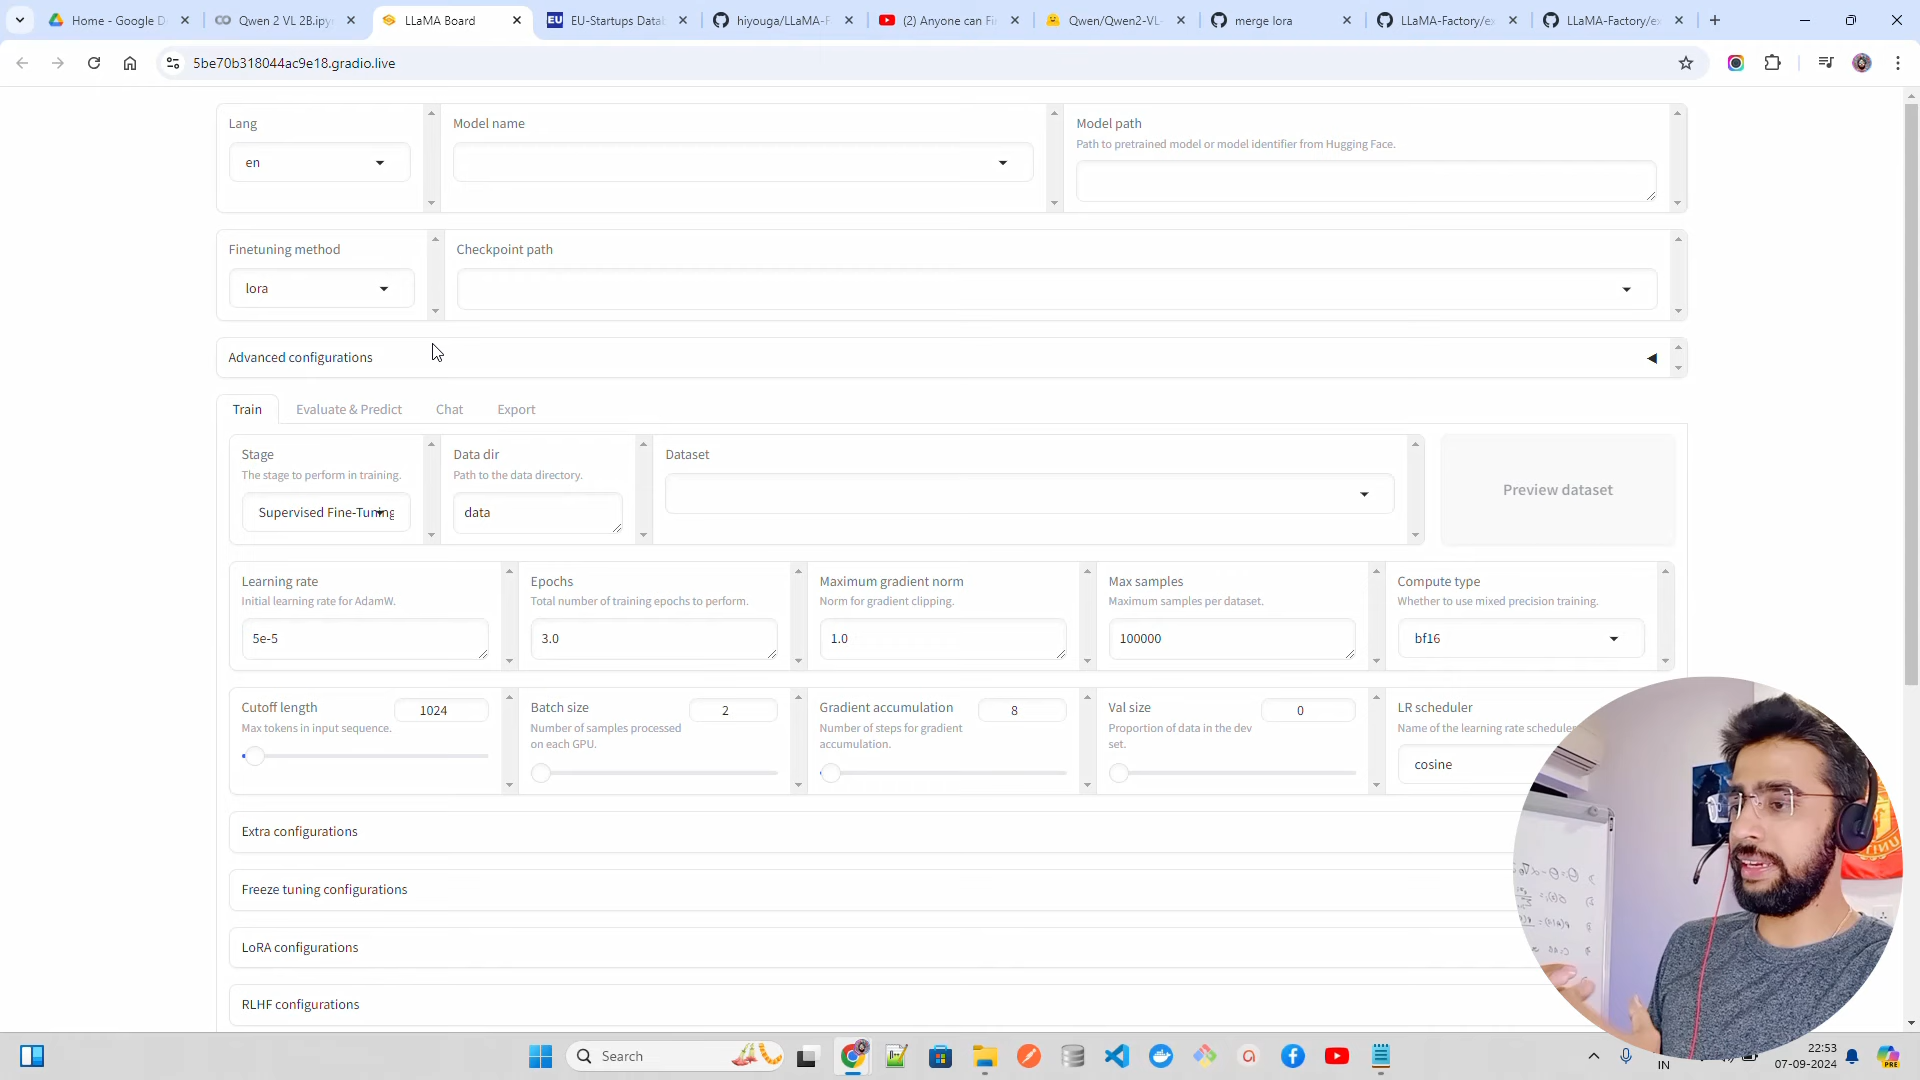 Home - Google D
Qwen 2 VL 2B.ipy
LLaMA Board
EU-Startups Datab
hiyouga/LLaMA-F
(2) Anyone can Fi
Qwen/Qwen2-VL-
merge lora
LLaMA-Factory/ex
LLaMA-Factory/ex
5be70b318044ac9e18.gradio.live
Lang
en
Model name
Model path
Path to pretrained model or model identifier from Hugging Face.
Finetuning method
lora
Checkpoint path
Advanced configurations
Train
Evaluate & Predict
Chat
Export
Stage
The stage to perform in training.
Supervised Fine-Tuning
Data dir
Path to the data directory.
data
Dataset
Preview dataset
Learning rate
Initial learning rate for AdamW.
5e-5
Epochs
Total number of training epochs to perform.
3.0
Maximum gradient norm
Norm for gradient clipping.
1.0
Max samples
Maximum samples per dataset.
100000
Compute type
Whether to use mixed precision training.
bf16
Cutoff length
1024
Max tokens in input sequence.
Batch size
2
Number of samples processed
on each GPU.
Gradient accumulation
8
Number of steps for gradient
accumulation.
Val size
0
Proportion of data in the dev
set.
LR scheduler
Name of the learning rate scheduler
cosine
Extra configurations
Freeze tuning configurations
LoRA configurations
RLHF configurations
Search
IN
22:53
07-09-2024
PRE